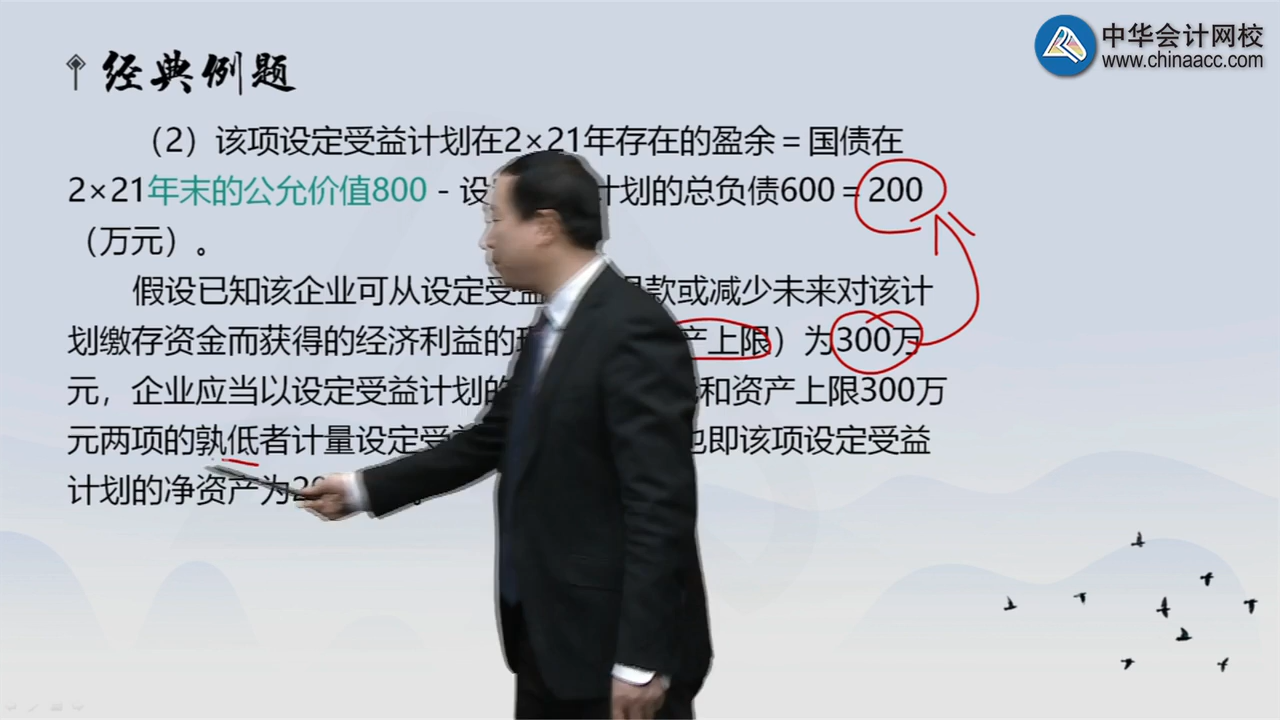 中华会计网校
www.chinaacc.com
经典例题
（2）该项设定受益计划在2×21年存在的盈余＝国债在
2×21年末的公允价值800－设 计划的总负债600＝200
（万元）。
假设已知该企业可从设定受益 款或减少未来对该计
划缴存资金而获得的经济利益的 产上限）为300万
元，企业应当以设定受益计划的 和资产上限300万
元两项的孰低者计量设定受 也即该项设定受益
计划的净资产为20